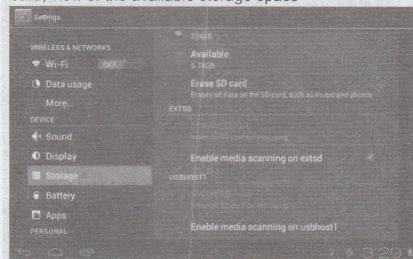 Settings
WIRELESS & NETWORKS
Wi-Fi OFF
Data usage
More...
DEVICE
Sound
Display
Storage
Battery
Apps
PERSONAL
Available
Erase SD card
Erases all data on the SD card, such as music and photos
EXTSD
Enable media scanning on extsd
USBHOST1
Enable media scanning on usbhost1
3:20